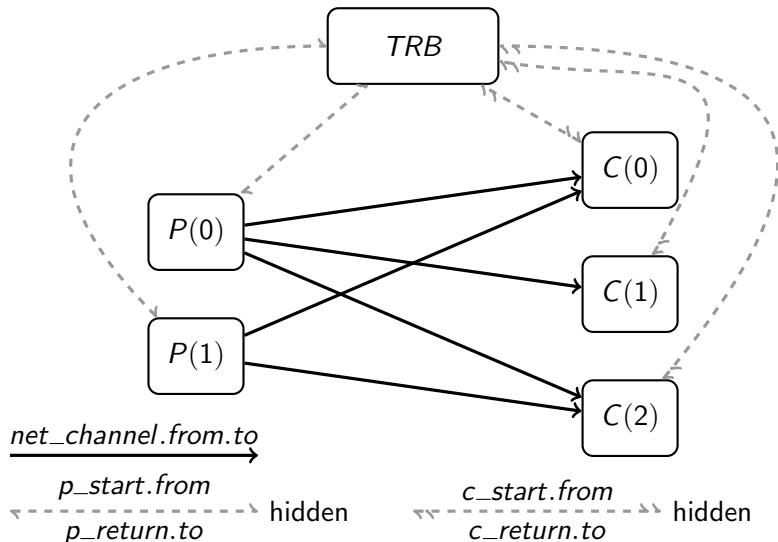 TRB
C(0)
P(0)
C(1)
P(1)
C(2)
net_channel.from.to
p_start.from
hidden
p_return.to
c_start.from
hidden
c_return.to